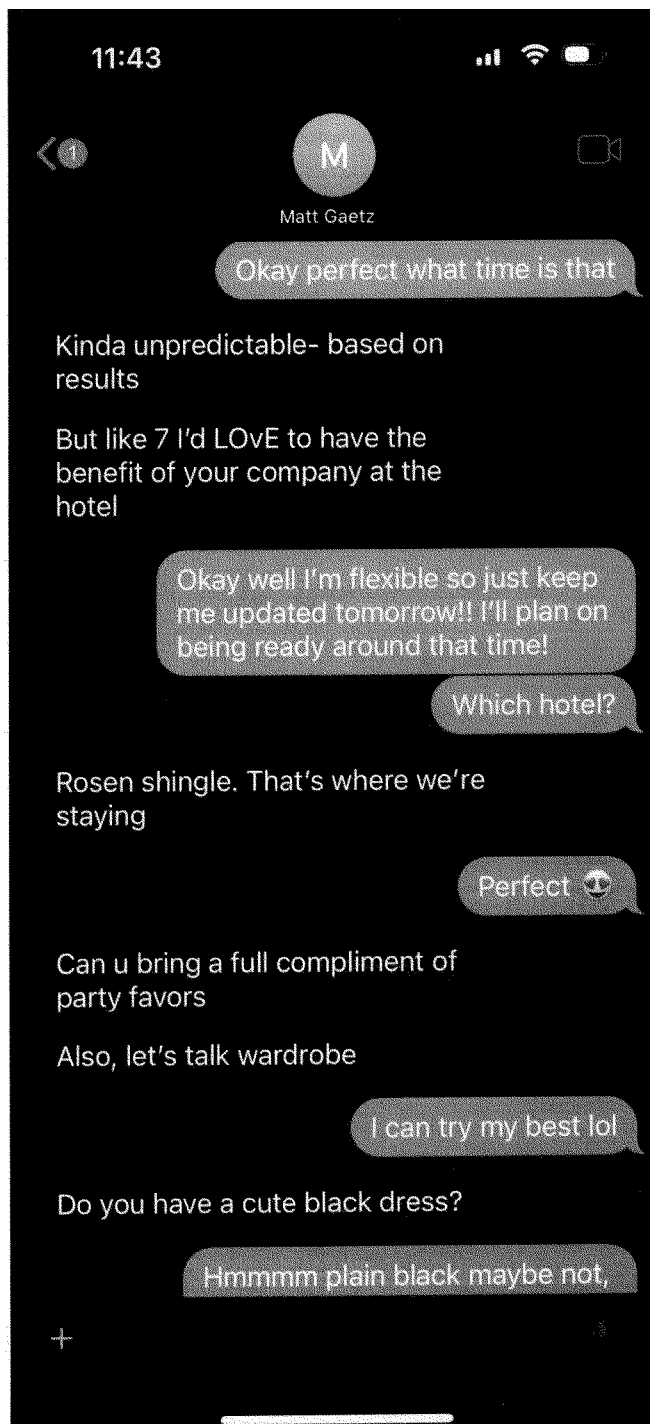 11:43
1
M
Matt Gaetz
Okay perfect what time is that
Kinda unpredictable- based on
results
But like 7 I'd LOvE to have the
benefit of your company at the
hotel
Okay well I'm flexible so just keep
me updated tomorrow!! I'll plan on
being ready around that time!
Which hotel?
Rosen shingle. That's where we're
staying
Perfect
Can u bring a full compliment of
party favors
Also, let's talk wardrobe
I can try my best lol
Do you have a cute black dress?
Hmmmm plain black maybe not,